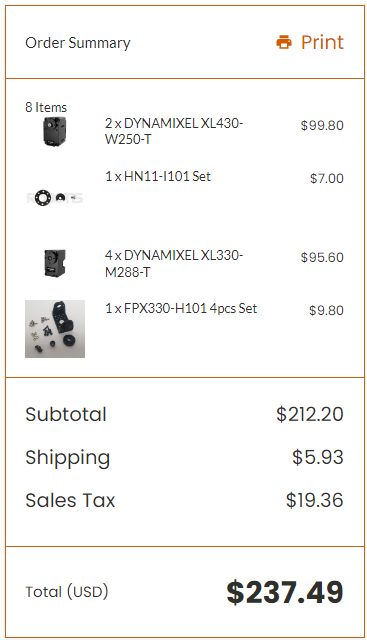 Order Summary
Print
8 Items
2 x DYNAMIXEL XL430-
W250-T
$99.80
1 x HN11-I101 Set
$7.00
4 x DYNAMIXEL XL330-
M288-T
$95.60
1 x FPX330-H101 4pcs Set
$9.80
Subtotal $212.20
Shipping $5.93
Sales Tax $19.36
Total (USD) $237.49